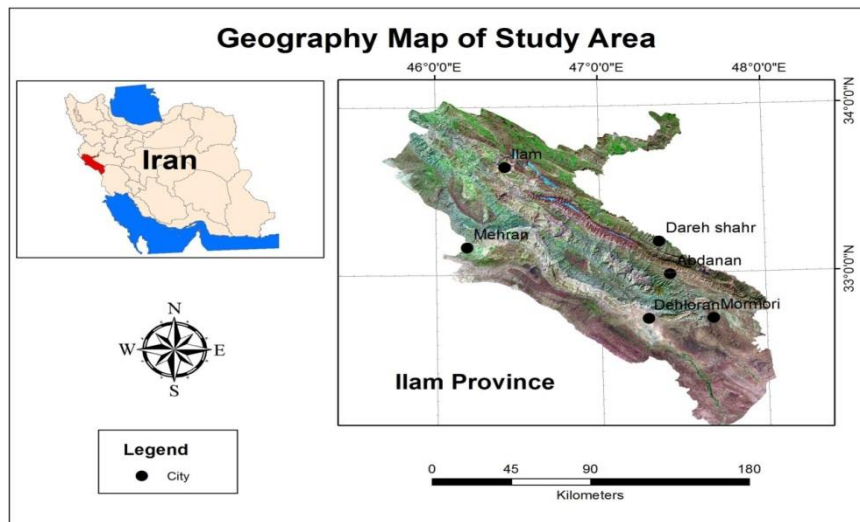 Geography Map of Study Area
46°0'0"E
47°0'0"E
48°0'0"E
34°0'0"N
33°0'0"N
Iran
Ilam
Dareh shahr
Mehran
Abdanan
Dehloran
Mormori
Ilam Province
N
W
E
S
Legend
City
0 45 90 180
Kilometers